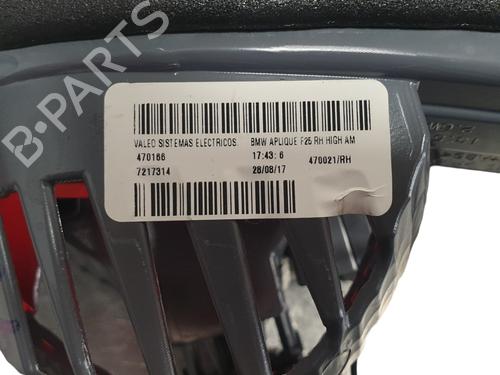 B-PARTS
VALEO SISTEMAS ELECTRICOS. BMW APLIQUE F25 RH HIGH AM
470166 17:43: 6 470021/RH
7217314 28/08/17